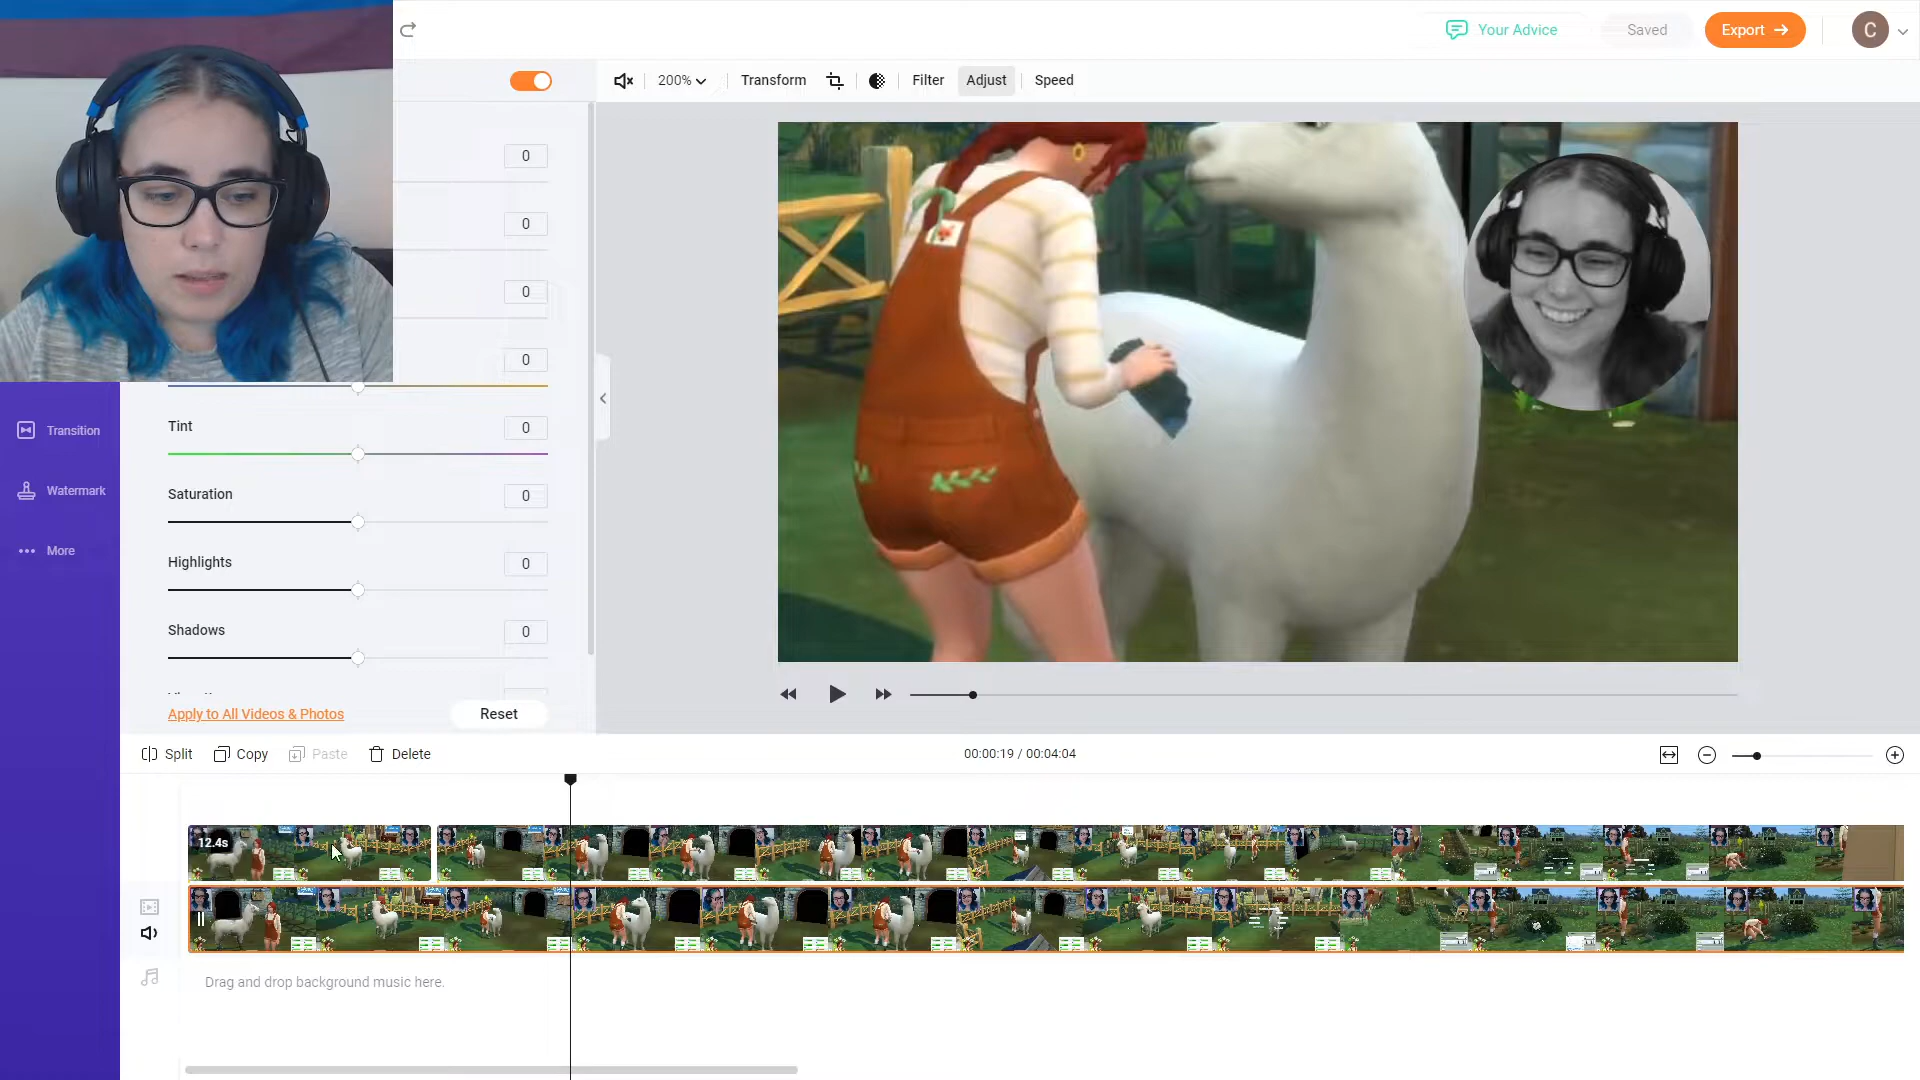 Your Advice
Saved
Export
C
200%
Transform
Filter
Adjust
Speed
0
0
0
0
Tint
0
Saturation
0
Highlights
0
Shadows
0
Apply to All Videos & Photos
Reset
Transition
Watermark
More
Split
Copy
Paste
Delete
00:00:19 / 00:04:04
12.4s
Drag and drop background music here.